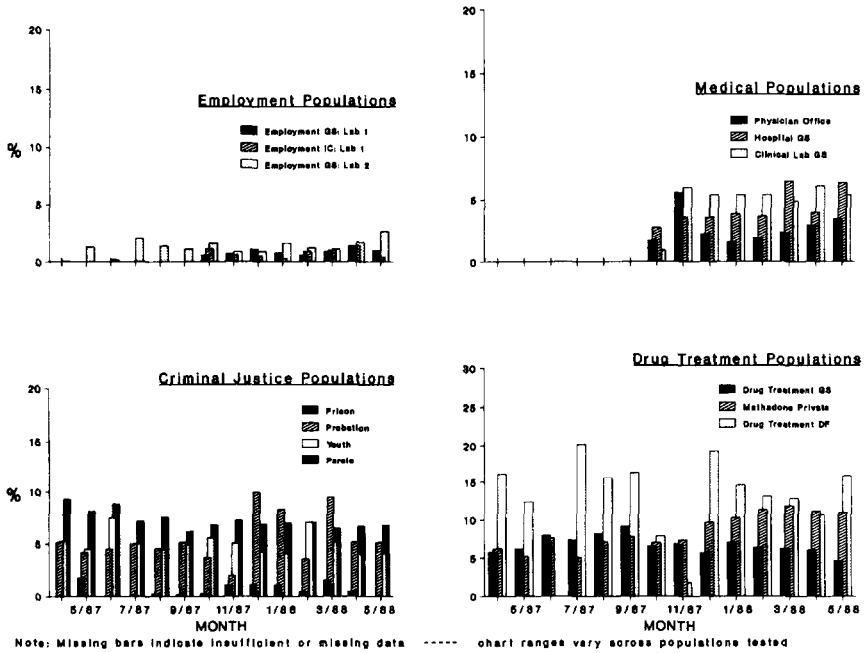 20
15
%
10
5
0
Employment Populations
Employment GS: Lab 1
Employment IC: Lab 1
Employment GS: Lab 2
20
15
10
5
0
Medical Populations
Physician Office
Hospital GS
Clinical Lab GS
20
15
%
10
5
0
Criminal Justice Populations
Prison
Probation
Youth
Parole
5/87 7/87 9/87 11/87 1/88 3/88 5/88
MONTH
30
25
20
15
10
5
0
Drug Treatment Populations
Drug Treatment GS
Methadone Private
Drug Treatment DF
5/87 7/87 9/87 11/87 1/88 3/88 5/88
MONTH
Note: Missing bars indicate insufficient or missing data ----- chart ranges vary across populations tested